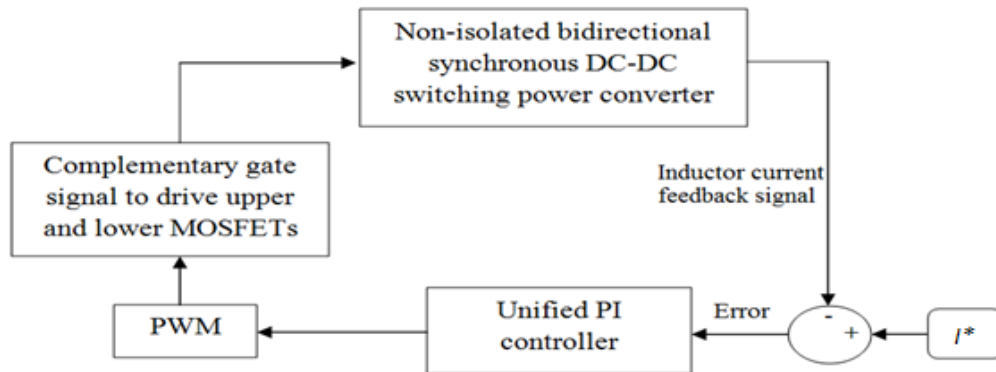 Non-isolated bidirectional
synchronous DC-DC
switching power converter
Complementary gate
signal to drive upper
and lower MOSFETs
Inductor current
feedback signal
PWM
Unified PI
controller
Error
-
+
I*